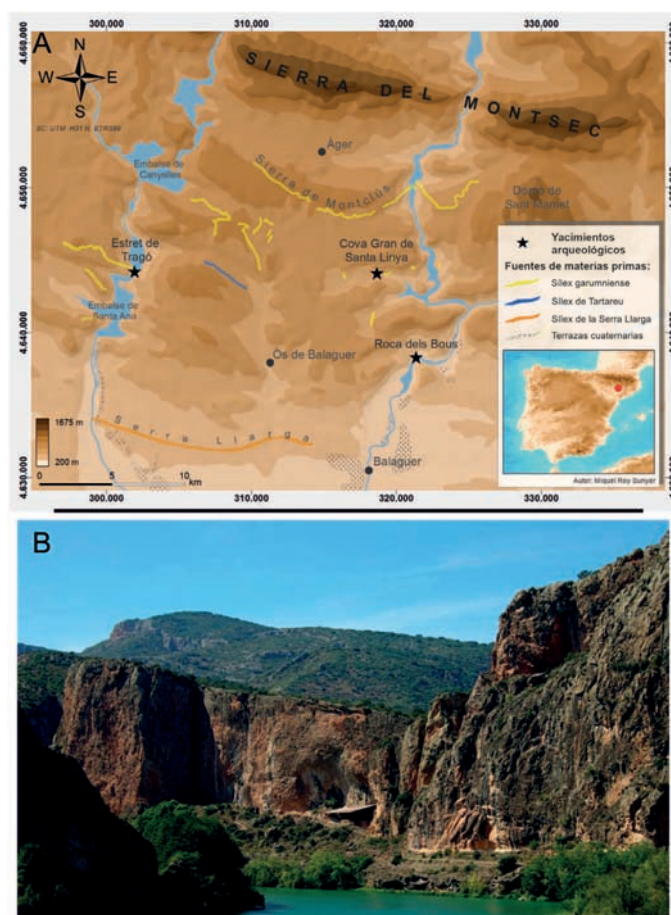 A
300,000 310,000 320,000 330,000
4.660,000
N
W E
S
SIERRA DEL MONTSEC
Àger
Embalse de
Canyelles
4.650,000
Sierra de Montclús
Domo de
Sant Mamet
Estret de
Tragó
Cova Gran de
Santa Linya
Yacimientos
arqueológicos
Fuentes de materias primas:
Sílex garumniense
Sílex de Tartareu
Sílex de la Serra Llarga
Terrazas cuaternarias
Embalse de
Santa Ana
4.640,000
Roca dels Bous
Os de Balaguer
Serra Llarga
1675 m
200 m
0 5 10
km
Balaguer
4.630,000
Autor: Miquel Roy Sunyer
300,000 310,000 320,000 330,000
B